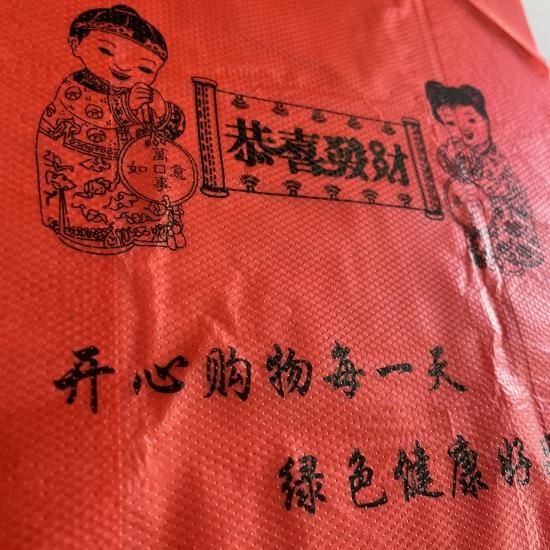 恭喜發财
萬事如意
开心购物每一天
绿色健康好